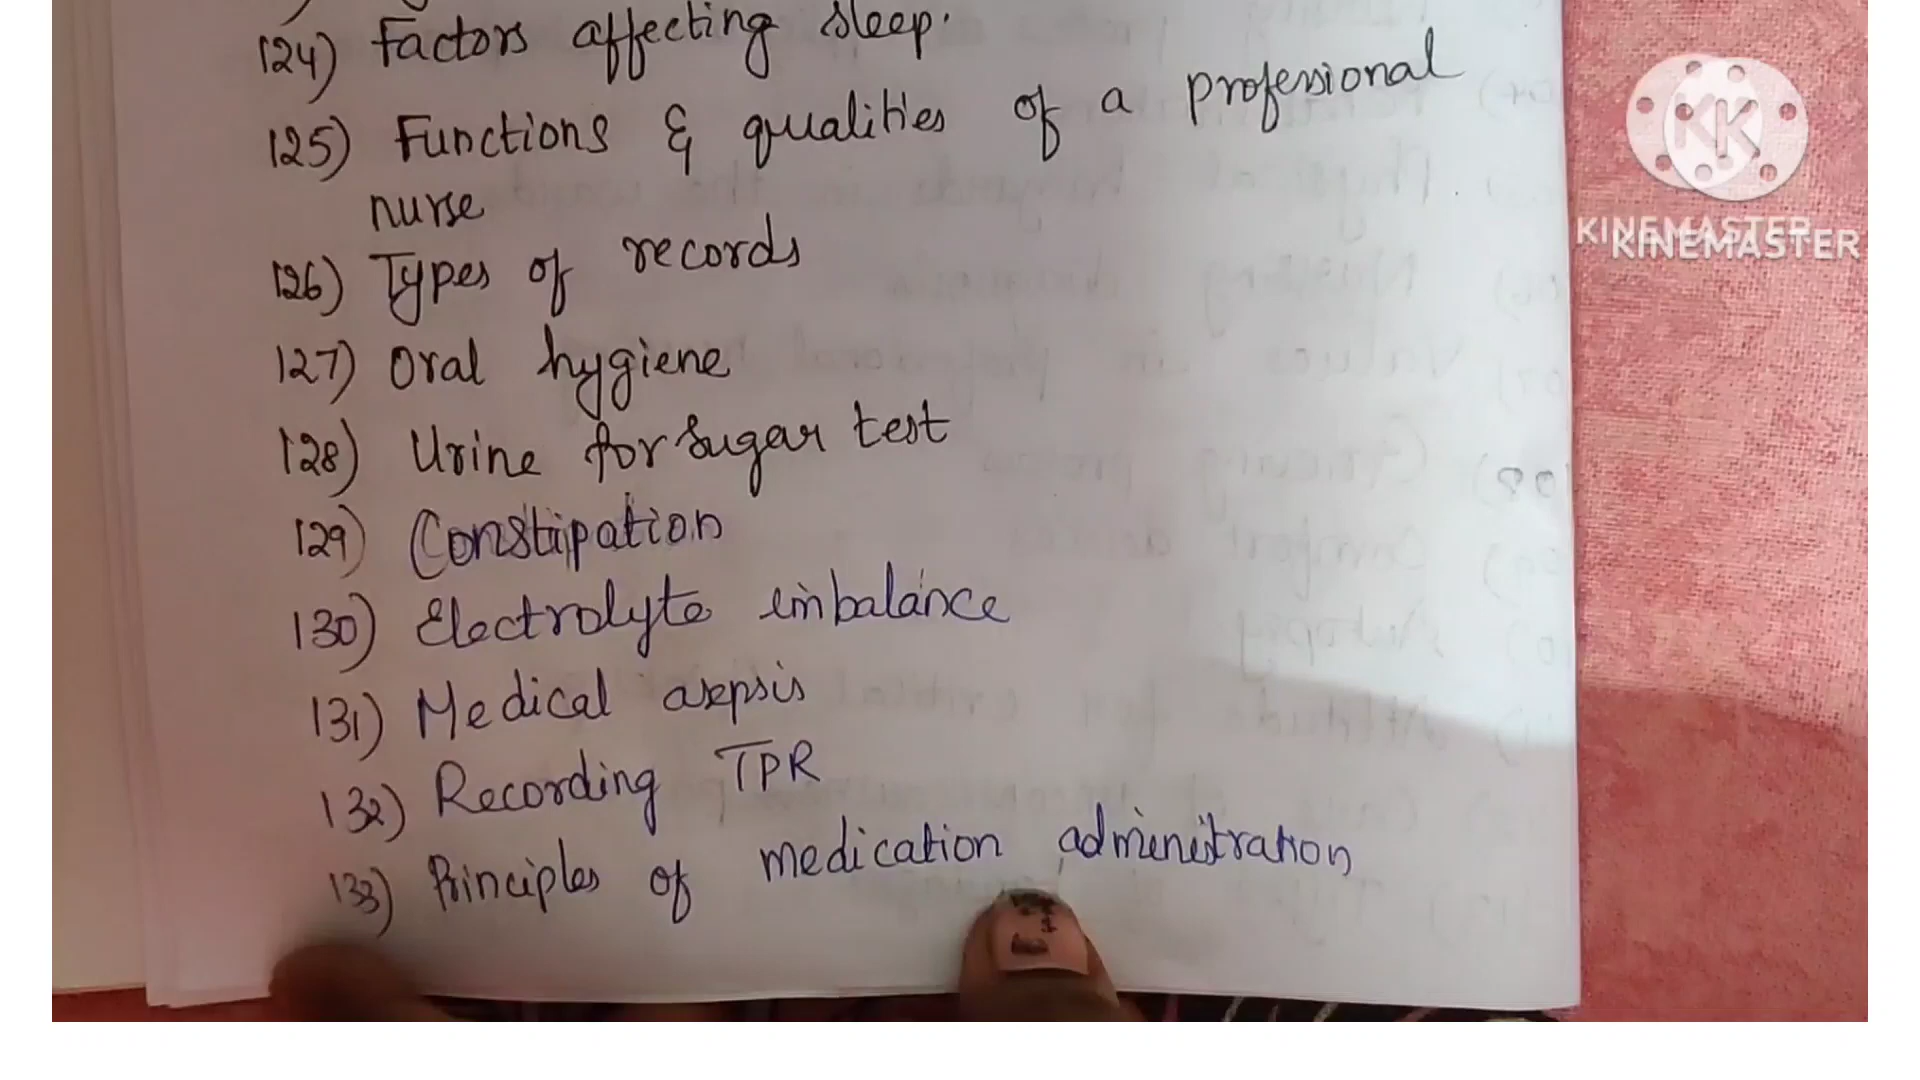 124) Factors affecting sleep.
125) Functions & qualities of a professional
nurse
126) Types of records
127) Oral hygiene
128) Urine for sugar test
129) Constipation
130) Electrolyte imbalance
131) Medical asepsis
132) Recording TPR
133) Principles of medication administration
KK
KINEMASTER
KINEMASTER